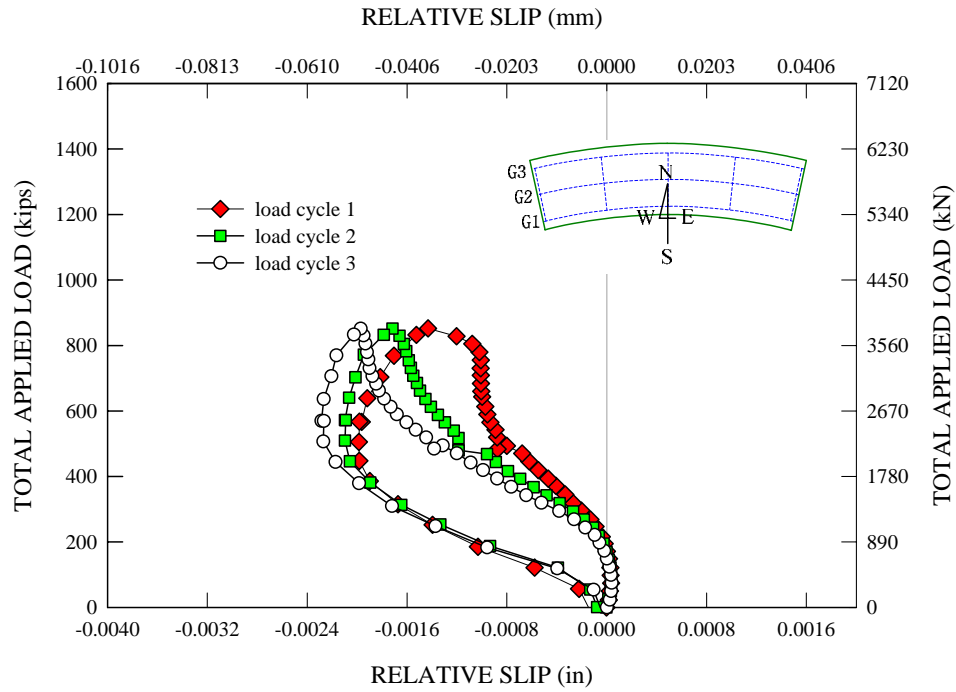 RELATIVE SLIP (mm)
-0.1016 -0.0813 -0.0610 -0.0406 -0.0203 0.0000 0.0203 0.0406
1600 7120
1400 6230
1200 5340
1000 4450
800 3560
600 2670
400 1780
200 890
0 0
TOTAL APPLIED LOAD (kips)
TOTAL APPLIED LOAD (kN)
G3
G2
G1
N
W E
S
load cycle 1
load cycle 2
load cycle 3
-0.0040 -0.0032 -0.0024 -0.0016 -0.0008 0.0000 0.0008 0.0016
RELATIVE SLIP (in)